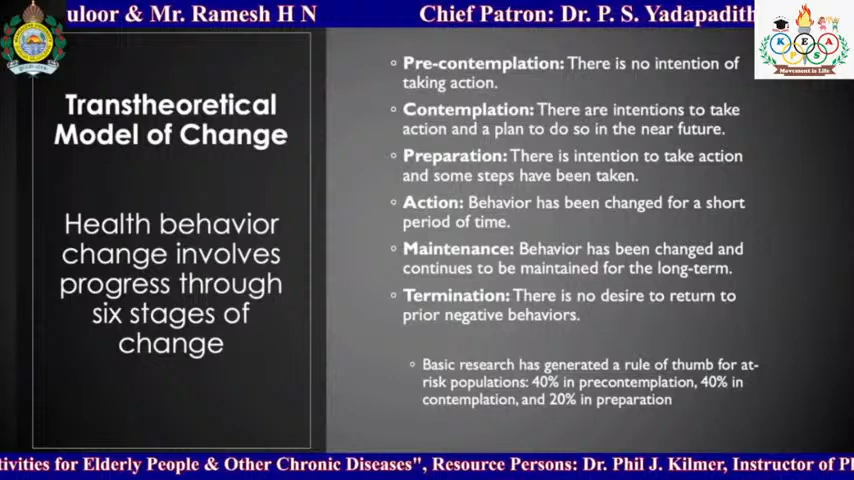 uloor & Mr. Ramesh H N Chief Patron: Dr. P. S. Yadapadith
K E A
P S
Movement is Life
Transtheoretical
Model of Change
Health behavior
change involves
progress through
six stages of
change
◦ Pre-contemplation: There is no intention of
taking action.
◦ Contemplation: There are intentions to take
action and a plan to do so in the near future.
◦ Preparation: There is intention to take action
and some steps have been taken.
◦ Action: Behavior has been changed for a short
period of time.
◦ Maintenance: Behavior has been changed and
continues to be maintained for the long-term.
◦ Termination: There is no desire to return to
prior negative behaviors.
◦ Basic research has generated a rule of thumb for at-
risk populations: 40% in precontemplation, 40% in
contemplation, and 20% in preparation
tivities for Elderly People & Other Chronic Diseases", Resource Persons: Dr. Phil J. Kilmer, Instructor of Pl